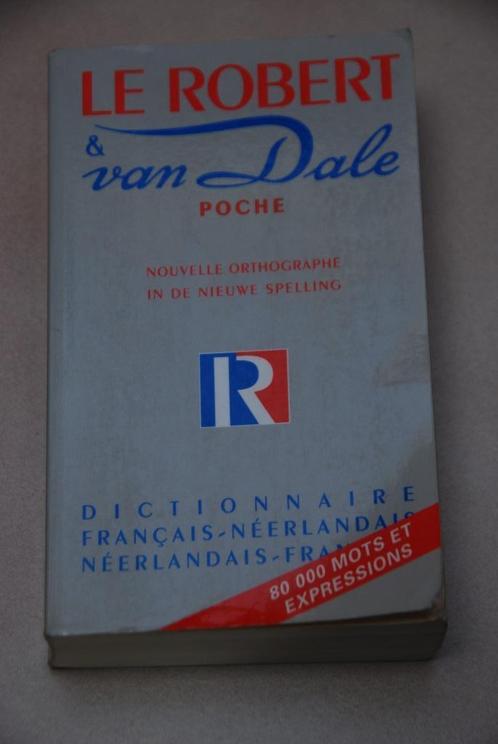 LE ROBERT
&
van Dale
POCHE
NOUVELLE ORTHOGRAPHE
IN DE NIEUWE SPELLING
R
DICTIONNAIRE
FRANÇAIS-NÉERLANDAIS
NÉERLANDAIS-FRAN
80 000 MOTS ET
EXPRESSIONS